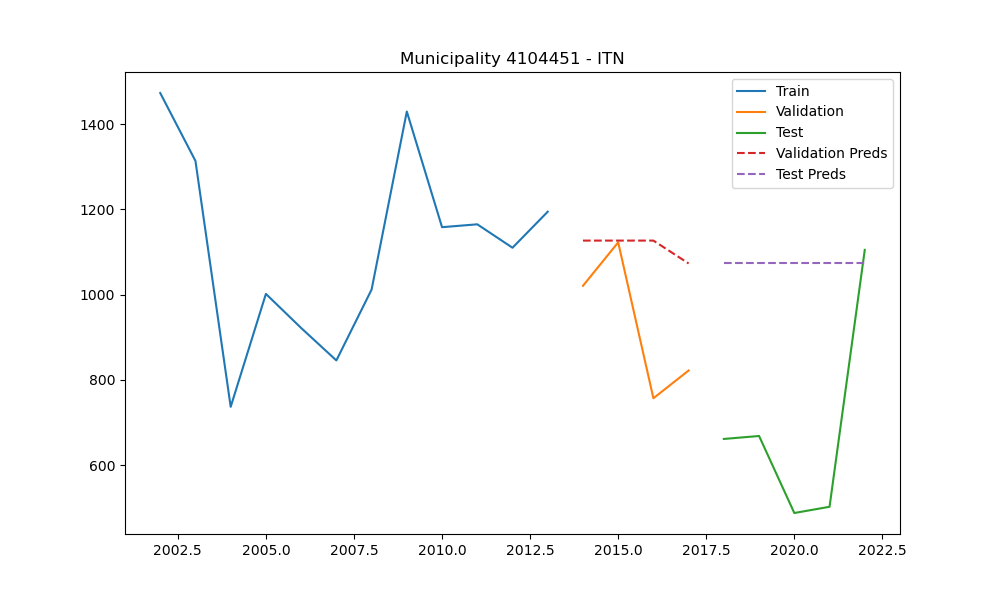 Municipality 4104451 - ITN
Train
Validation
Test
Validation Preds
Test Preds
1400
1200
1000
800
600
2002.5 2005.0 2007.5 2010.0 2012.5 2015.0 2017.5 2020.0 2022.5